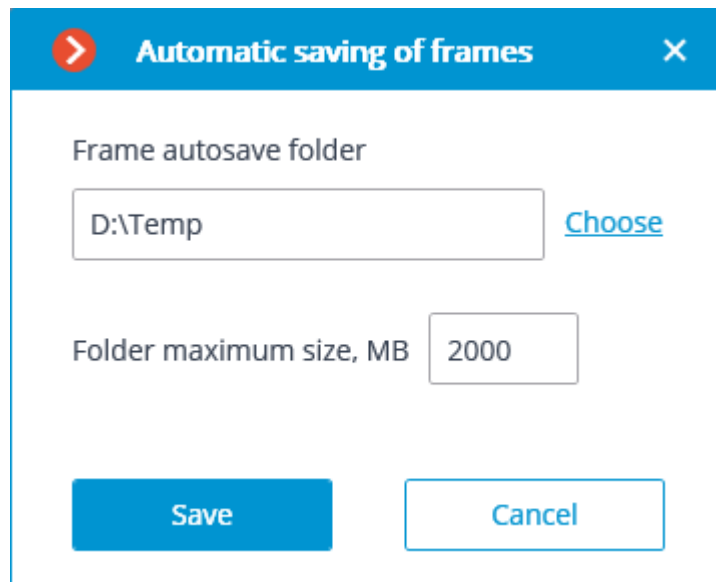 Automatic saving of frames
Frame autosave folder
D:\Temp
Choose
Folder maximum size, MB
2000
Save
Cancel